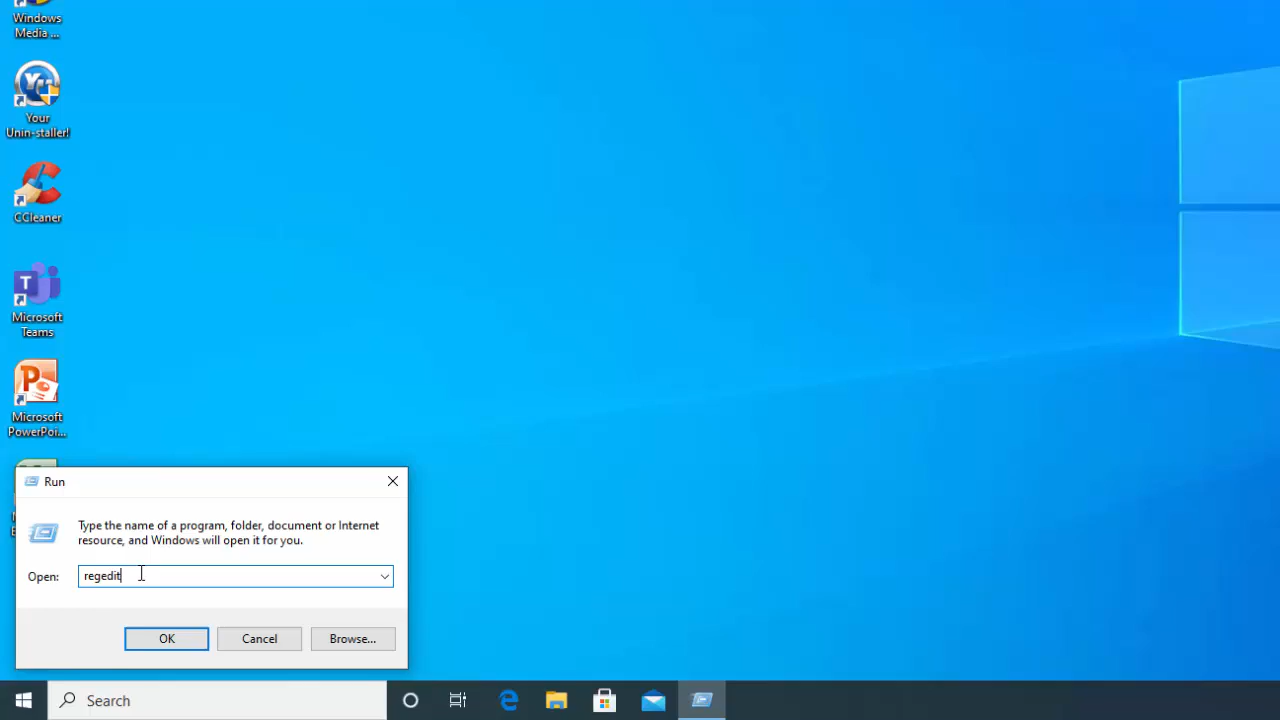 Windows
Media ...
Your
Unin-staller!
CCleaner
Microsoft
Teams
Microsoft
PowerPoi...
Run
Type the name of a program, folder, document or Internet
resource, and Windows will open it for you.
Open:
regedit
OK
Cancel
Browse...
Search